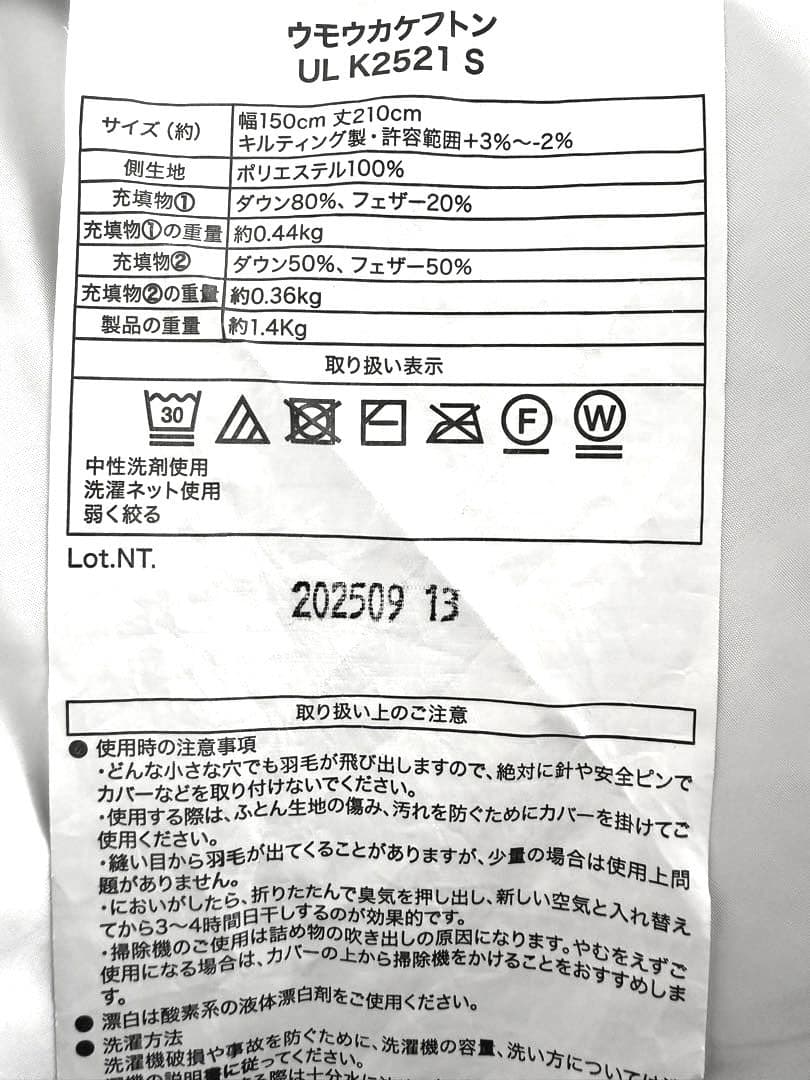 ウモウカケフトン
UL K2521 S
サイズ（約） 幅150cm 丈210cm
キルティング製・許容範囲+3%～-2%
側生地 ポリエステル100%
充填物① ダウン80%、フェザー20%
充填物①の重量 約0.44kg
充填物② ダウン50%、フェザー50%
充填物②の重量 約0.36kg
製品の重量 約1.4Kg
取り扱い表示
30 F W
中性洗剤使用
洗濯ネット使用
弱く絞る
Lot.NT.
202509 13
取り扱い上のご注意
● 使用時の注意事項
・どんな小さな穴でも羽毛が飛び出しますので、絶対に針や安全ピンで
カバーなどを取り付けないでください。
・使用する際は、ふとん生地の傷み、汚れを防ぐためにカバーを掛けてご
使用ください。
・縫い目から羽毛が出てくることがありますが、少量の場合は使用上問
題がありません。
・においがしたら、折りたたんで臭気を押し出し、新しい空気と入れ替え
てから3～4時間日干しするのが効果的です。
・掃除機のご使用は詰め物の吹き出しの原因になります。やむをえずご
使用になる場合は、カバーの上から掃除機をかけることをおすすめしま
す。
● 漂白は酸素系の液体漂白剤をご使用ください。
● 洗濯方法
洗濯機破損や事故を防ぐために、洗濯機の容量、洗い方については
の説明書に従ってください。
する際は十分水に